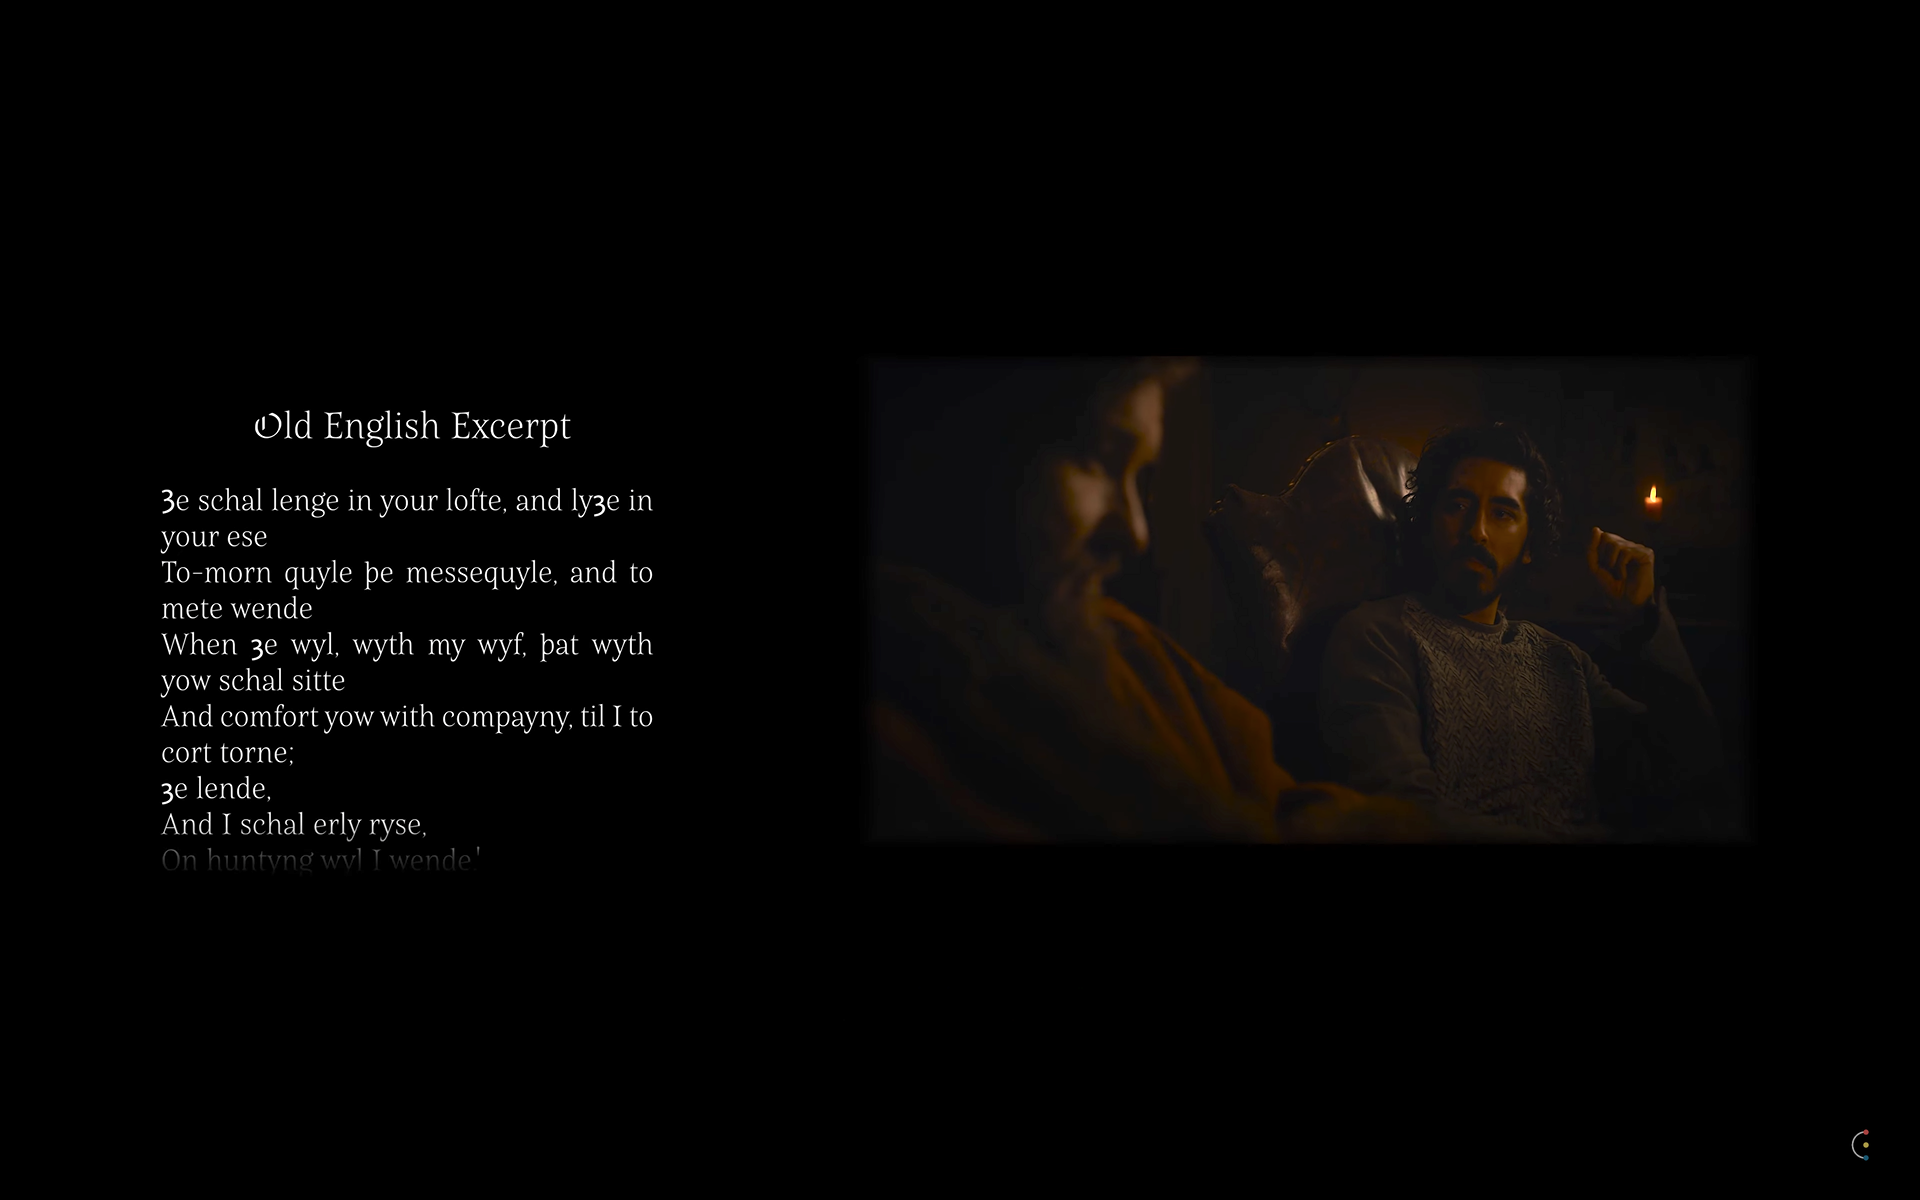 Old English Excerpt
Ȝe schal lenge in your lofte, and lyȝe in
your ese
To-morn quyle þe messequyle, and to
mete wende
When ȝe wyl, wyth my wyf, þat wyth
yow schal sitte
And comfort yow with compayny, til I to
cort torne;
ȝe lende,
And I schal erly ryse,
On huntyng wyl I wende.'